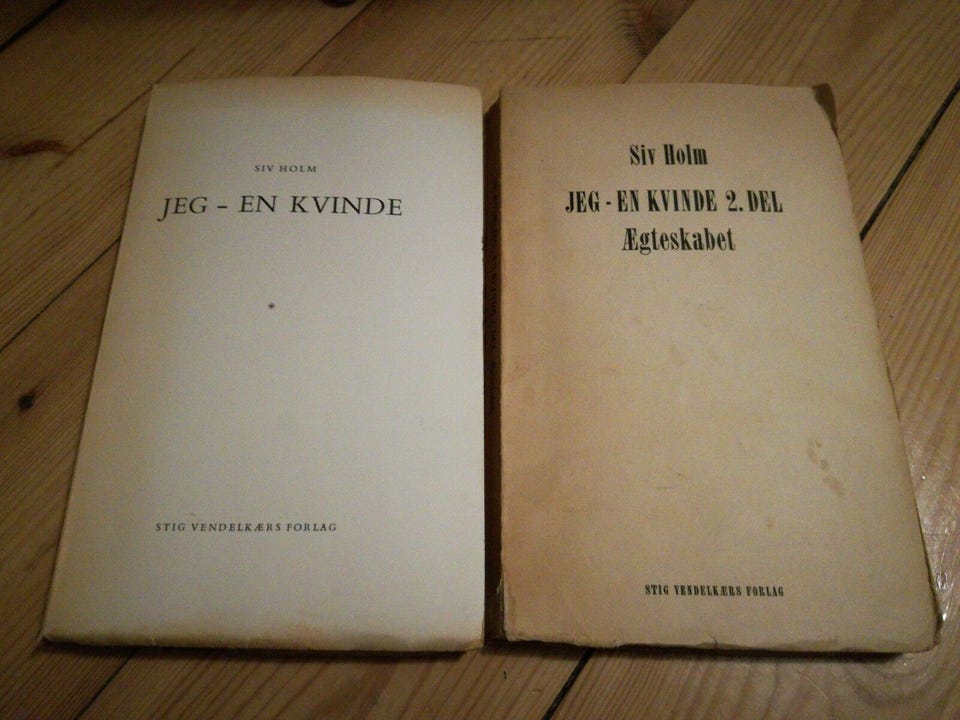 SIV HOLM
JEG – EN KVINDE
*
STIG VENDELKÆRS FORLAG
Siv Holm
JEG - EN KVINDE 2. DEL
Ægteskabet
STIG VENDELKÆRS FORLAG